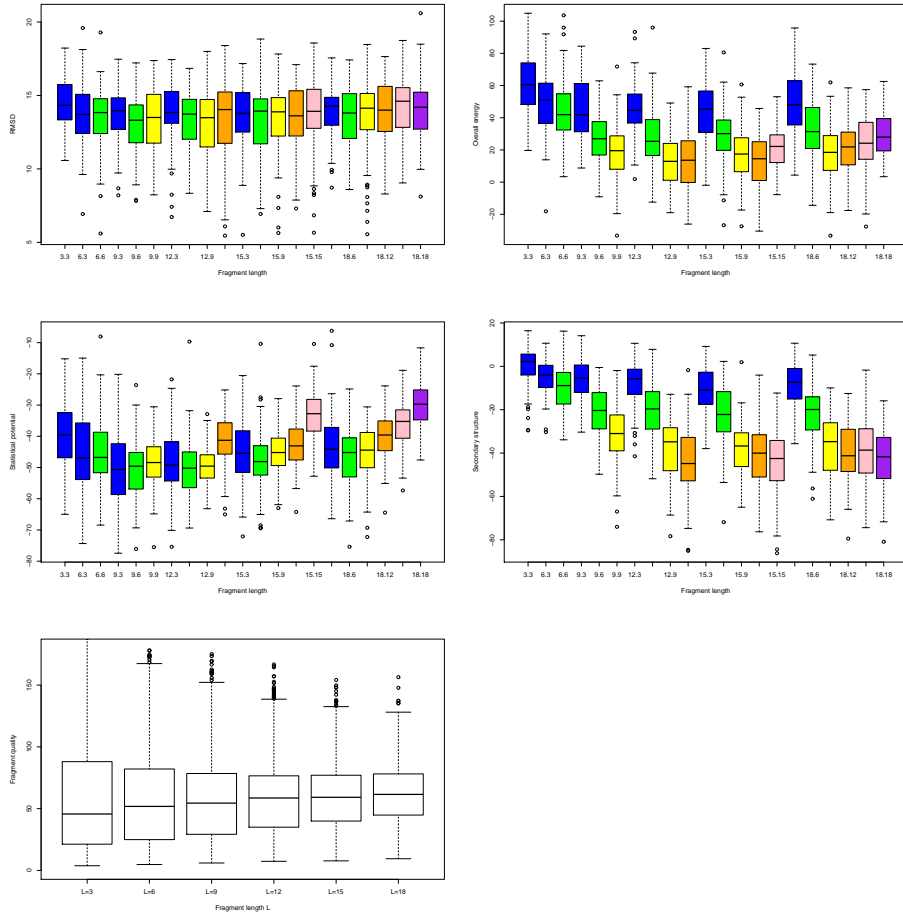 RMSD
20
15
10
5
3.3 6.3 6.6 9.3 9.6 9.9 12.3 12.9 15.3 15.9 15.15 18.6 18.12 18.18
Fragment length
Overall energy
100
80
60
40
20
0
−20
3.3 6.3 6.6 9.3 9.6 9.9 12.3 12.9 15.3 15.9 15.15 18.6 18.12 18.18
Fragment length
Statistical potential
−10
−20
−30
−40
−50
−60
−70
−80
3.3 6.3 6.6 9.3 9.6 9.9 12.3 12.9 15.3 15.9 15.15 18.6 18.12 18.18
Fragment length
Secondary structure
20
0
−20
−40
−60
−80
3.3 6.3 6.6 9.3 9.6 9.9 12.3 12.9 15.3 15.9 15.15 18.6 18.12 18.18
Fragment length
Fragment quality
150
100
50
0
L=3 L=6 L=9 L=12 L=15 L=18
Fragment length L